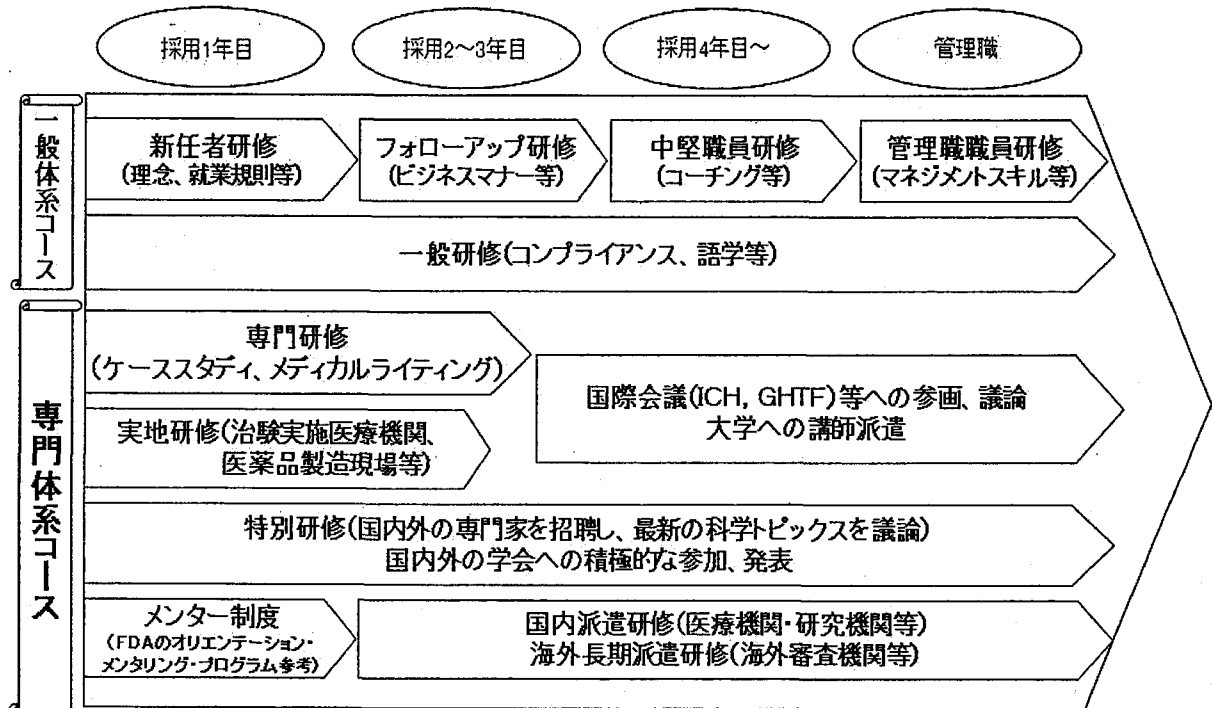 採用1年目
採用2～3年目
採用4年目～
管理職
一般体系コース
新任者研修
(理念、就業規則等)
フォローアップ研修
(ビジネスマナー等)
中堅職員研修
(コーチング等)
管理職職員研修
(マネジメントスキル等)
一般研修(コンプライアンス、語学等)
専門体系コース
専門研修
(ケーススタディ、メディカルライティング)
実地研修(治験実施医療機関、
医薬品製造現場等)
国際会議(ICH, GHTF)等への参画、議論
大学への講師派遣
特別研修(国内外の専門家を招聘し、最新の科学トピックスを議論)
国内外の学会への積極的な参加、発表
メンター制度
(FDAのオリエンテーション・
メンタリング・プログラム参考)
国内派遣研修(医療機関・研究機関等)
海外長期派遣研修(海外審査機関等)